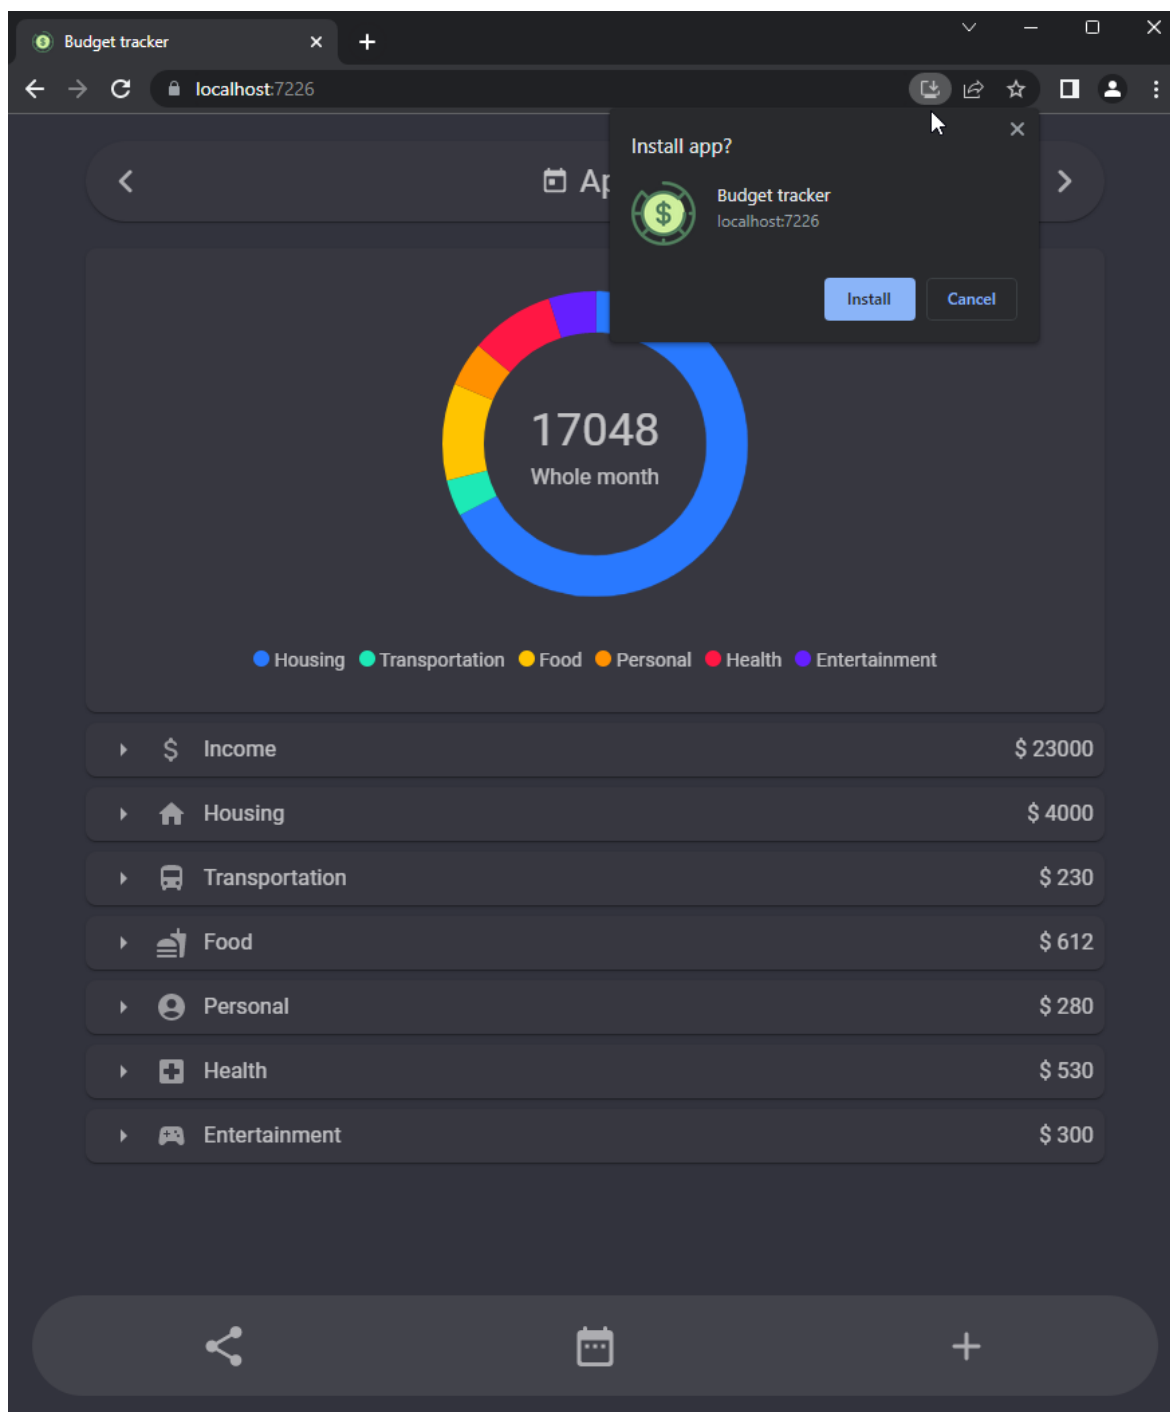 Budget tracker
localhost:7226
Install app?
Budget tracker
localhost:7226
Install Cancel
17048
Whole month
Housing Transportation Food Personal Health Entertainment
Income $ 23000
Housing $ 4000
Transportation $ 230
Food $ 612
Personal $ 280
Health $ 530
Entertainment $ 300